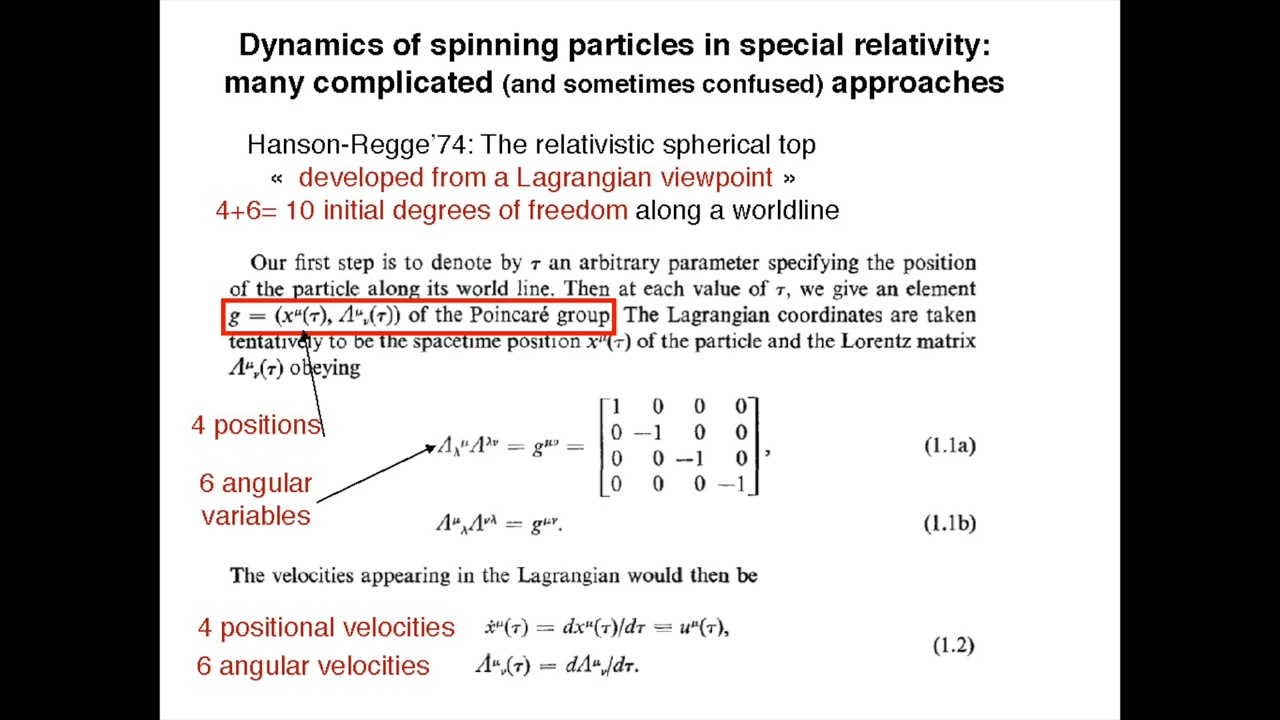 Dynamics of spinning particles in special relativity:
many complicated (and sometimes confused) approaches
Hanson-Regge’74: The relativistic spherical top
« developed from a Lagrangian viewpoint »
4+6= 10 initial degrees of freedom along a worldline
Our first step is to denote by τ an arbitrary parameter specifying the position
of the particle along its world line. Then at each value of τ, we give an element
g = (xᵘ(τ), Λᵘᵥ(τ)) of the Poincaré group. The Lagrangian coordinates are taken
tentatively to be the spacetime position xᵘ(τ) of the particle and the Lorentz matrix
Λᵘᵥ(τ) obeying
4 positions
Λ_λ^μ Λ^{λν} = g^{μν} = [1 0 0 0; 0 −1 0 0; 0 0 −1 0; 0 0 0 −1], (1.1a)
6 angular
variables
Λ^μ_λ Λ^{νλ} = g^{μν}. (1.1b)
The velocities appearing in the Lagrangian would then be
4 positional velocities ẋ^μ(τ) = dx^μ(τ)/dτ ≡ u^μ(τ),
(1.2)
6 angular velocities Λ̇^μ_ν(τ) = dΛ^μ_ν/dτ.